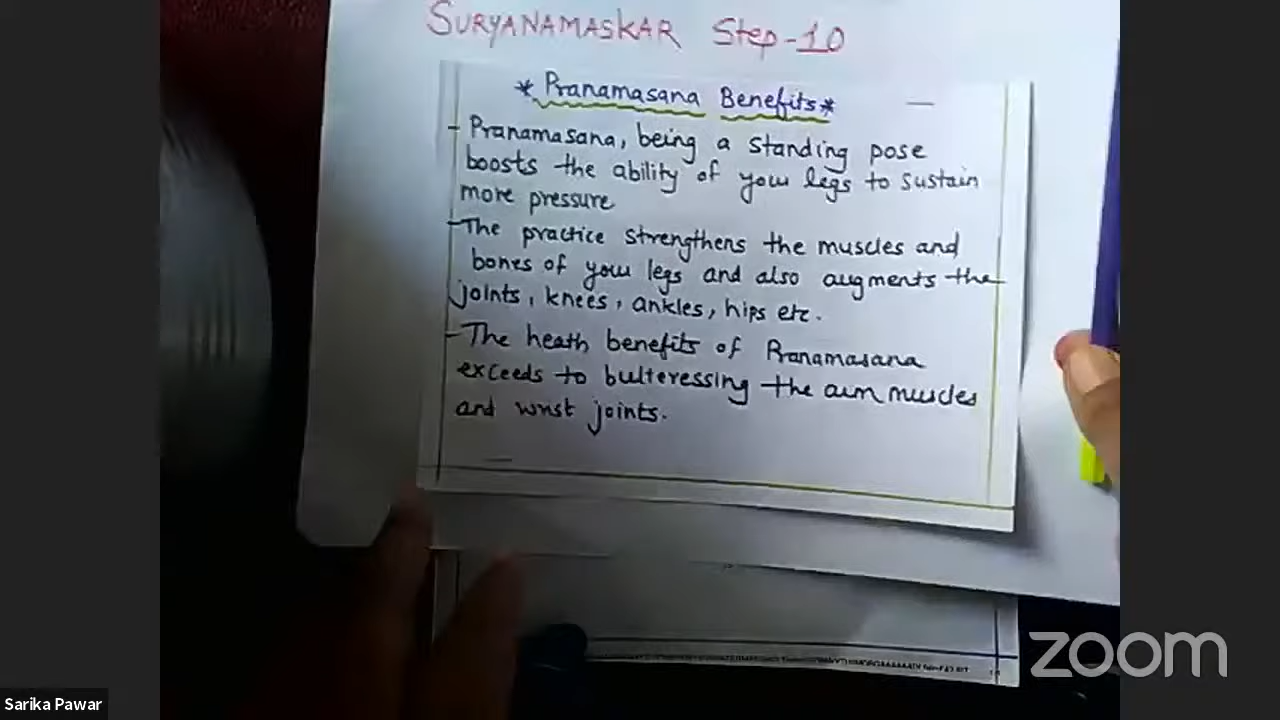 SURYANAMASKAR Step-10
* Pranamasana Benefits *
- Pranamasana, being a standing pose
boosts the ability of your legs to sustain
more pressure
- The practice strengthens the muscles and
bones of your legs and also augments the
joints, knees, ankles, hips etc.
- The heath benefits of Pranamasana
exceeds to bulteressing the arm muscles
and wrist joints.
zoom
Sarika Pawar